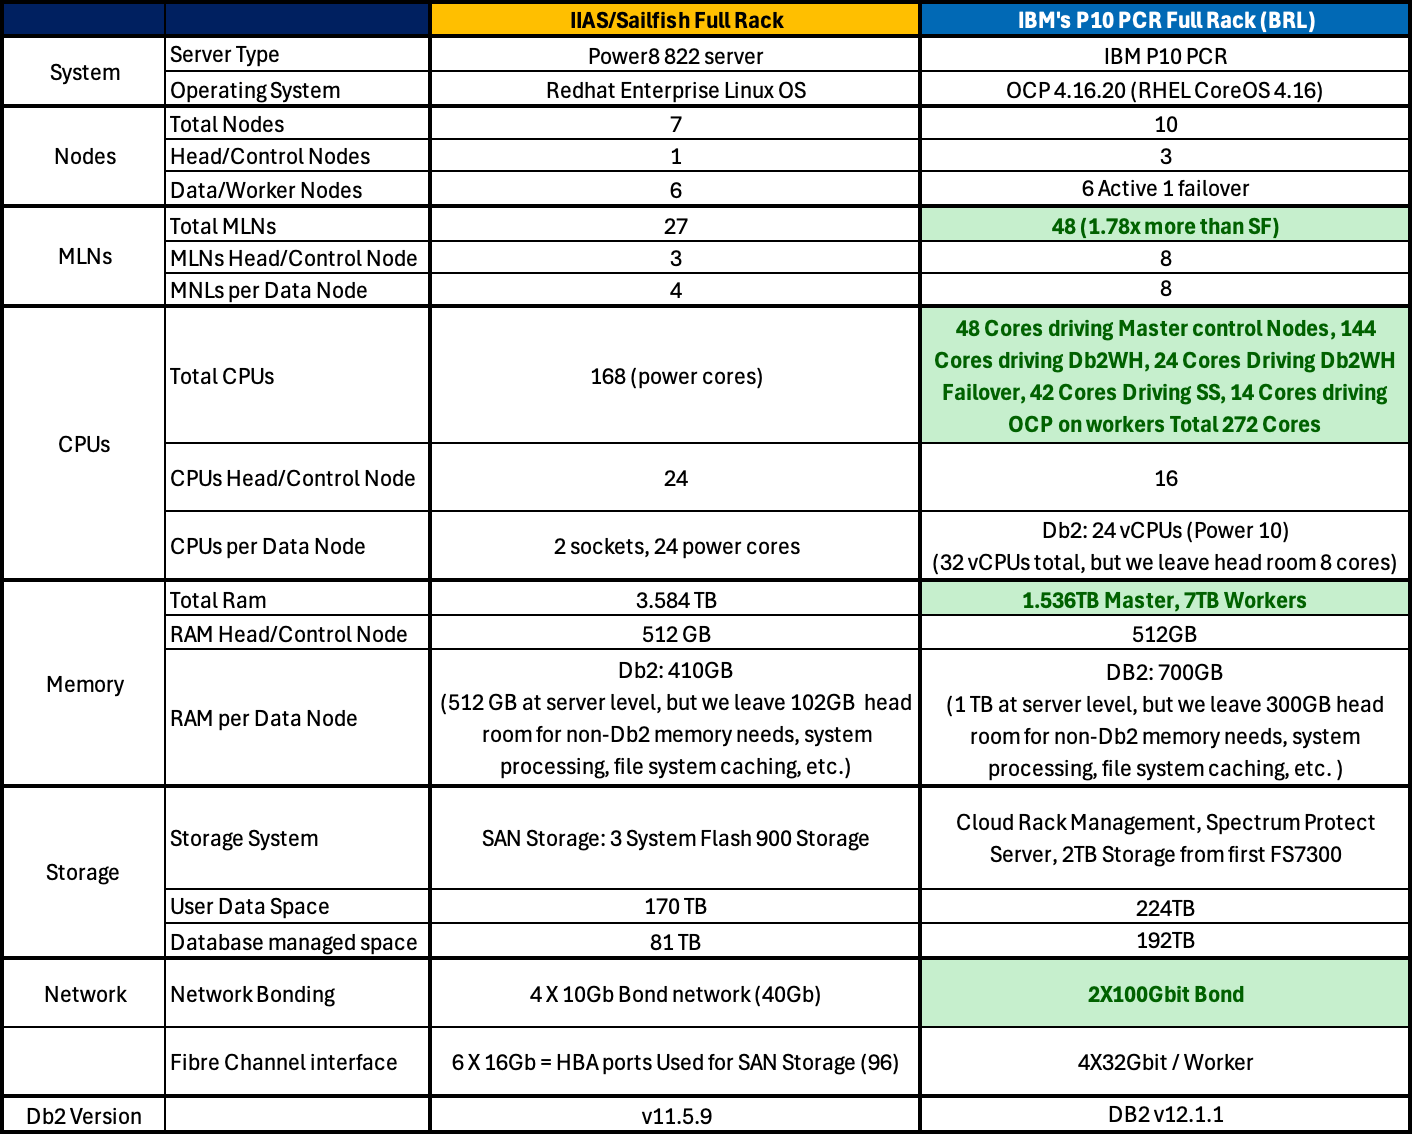 IIAS/Sailfish Full Rack
IBM's P10 PCR Full Rack (BRL)
System
Server Type
Power8 822 server
IBM P10 PCR
Operating System
Redhat Enterprise Linux OS
OCP 4.16.20 (RHEL CoreOS 4.16)
Nodes
Total Nodes
7
10
Head/Control Nodes
1
3
Data/Worker Nodes
6
6 Active 1 failover
MLNs
Total MLNs
27
48 (1.78x more than SF)
MLNs Head/Control Node
3
8
MNLs per Data Node
4
8
CPUs
Total CPUs
168 (power cores)
48 Cores driving Master control Nodes, 144
Cores driving Db2WH, 24 Cores Driving Db2WH
Failover, 42 Cores Driving SS, 14 Cores driving
OCP on workers Total 272 Cores
CPUs Head/Control Node
24
16
CPUs per Data Node
2 sockets, 24 power cores
Db2: 24 vCPUs (Power 10)
(32 vCPUs total, but we leave head room 8 cores)
Memory
Total Ram
3.584 TB
1.536TB Master, 7TB Workers
RAM Head/Control Node
512 GB
512GB
RAM per Data Node
Db2: 410GB
(512 GB at server level, but we leave 102GB  head
room for non-Db2 memory needs, system
processing, file system caching, etc.)
DB2: 700GB
(1 TB at server level, but we leave 300GB head
room for non-Db2 memory needs, system
processing, file system caching, etc. )
Storage
Storage System
SAN Storage: 3 System Flash 900 Storage
Cloud Rack Management, Spectrum Protect
Server, 2TB Storage from first FS7300
User Data Space
170 TB
224TB
Database managed space
81 TB
192TB
Network
Network Bonding
4 X 10Gb Bond network (40Gb)
2X100Gbit Bond
Fibre Channel interface
6 X 16Gb = HBA ports Used for SAN Storage (96)
4X32Gbit / Worker
Db2 Version
v11.5.9
DB2 v12.1.1